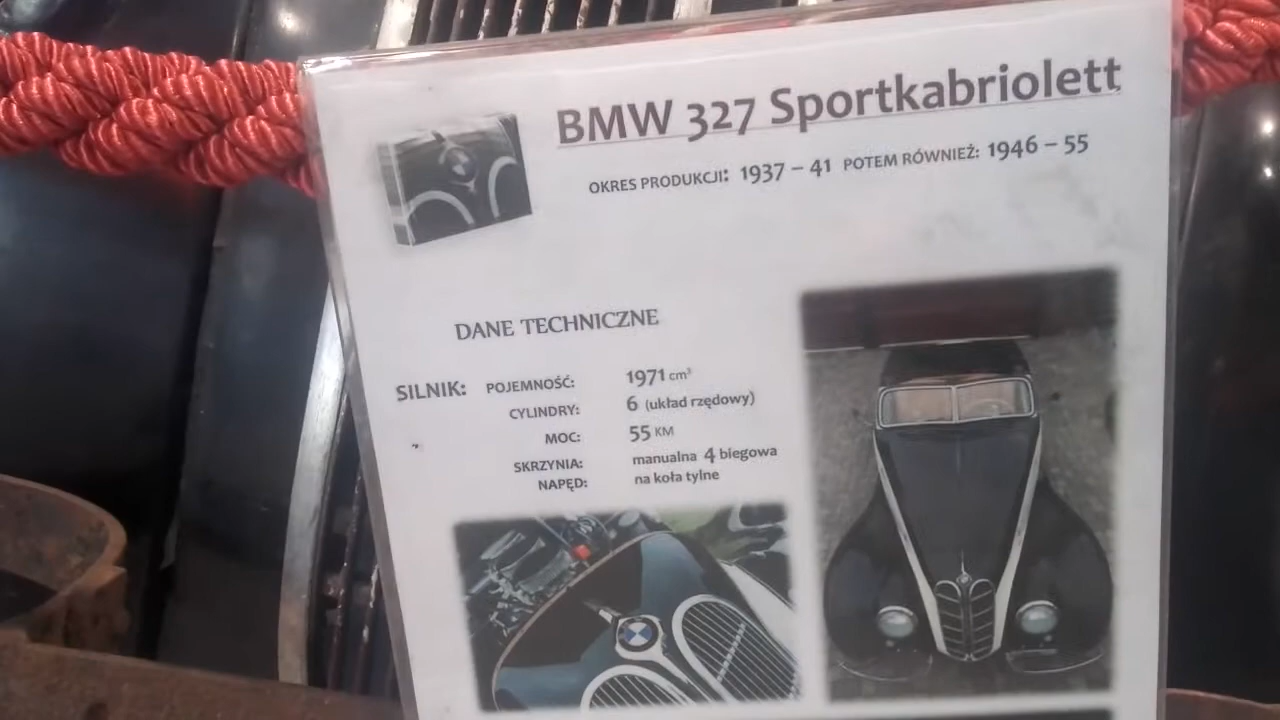 BMW 327 Sportkabriolett
OKRES PRODUKCJI: 1937 – 41 POTEM RÓWNIEŻ: 1946 – 55
DANE TECHNICZNE
SILNIK: POJEMNOŚĆ: 1971 cm³
CYLINDRY: 6 (układ rzędowy)
MOC: 55 KM
SKRZYNIA: manualna 4 biegowa
NAPĘD: na koła tylne